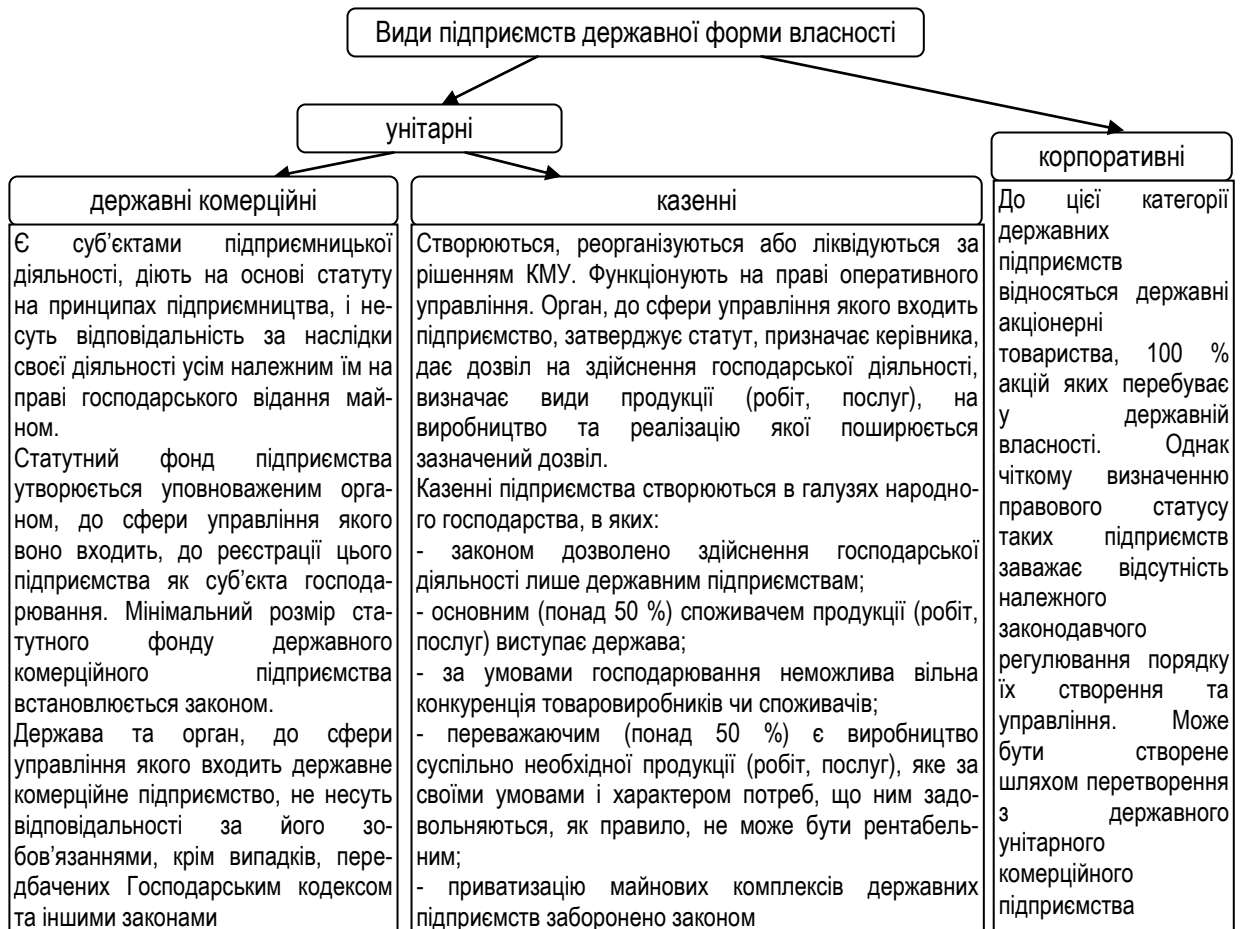 Види підприємств державної форми власності
унітарні
корпоративні
державні комерційні
Є суб’єктами підприємницької
діяльності, діють на основі статуту
на принципах підприємництва, і не-
суть відповідальність за наслідки
своєї діяльності усім належним їм на
праві господарського відання май-
ном.
Статутний фонд підприємства
утворюється уповноваженим орга-
ном, до сфери управління якого
воно входить, до реєстрації цього
підприємства як суб’єкта господа-
рювання. Мінімальний розмір ста-
тутного фонду державного
комерційного підприємства
встановлюється законом.
Держава та орган, до сфери
управління якого входить державне
комерційне підприємство, не несуть
відповідальності за його зо-
бов’язаннями, крім випадків, пере-
дбачених Господарським кодексом
та іншими законами
казенні
Створюються, реорганізуються або ліквідуються за
рішенням КМУ. Функціонують на праві оперативного
управління. Орган, до сфери управління якого входить
підприємство, затверджує статут, призначає керівника,
дає дозвіл на здійснення господарської діяльності,
визначає види продукції (робіт, послуг), на
виробництво та реалізацію якої поширюється
зазначений дозвіл.
Казенні підприємства створюються в галузях народно-
го господарства, в яких:
- законом дозволено здійснення господарської
діяльності лише державним підприємствам;
- основним (понад 50 %) споживачем продукції (робіт,
послуг) виступає держава;
- за умовами господарювання неможлива вільна
конкуренція товаровиробників чи споживачів;
- переважаючим (понад 50 %) є виробництво
суспільно необхідної продукції (робіт, послуг), яке за
своїми умовами і характером потреб, що ним задо-
вольняються, як правило, не може бути рентабель-
ним;
- приватизацію майнових комплексів державних
підприємств заборонено законом
До цієї категорії
державних
підприємств
відносяться державні
акціонерні
товариства, 100 %
акцій яких перебуває
у державній
власності. Однак
чіткому визначенню
правового статусу
таких підприємств
заважає відсутність
належного
законодавчого
регулювання порядку
їх створення та
управління. Може
бути створене
шляхом перетворення
з державного
унітарного
комерційного
підприємства